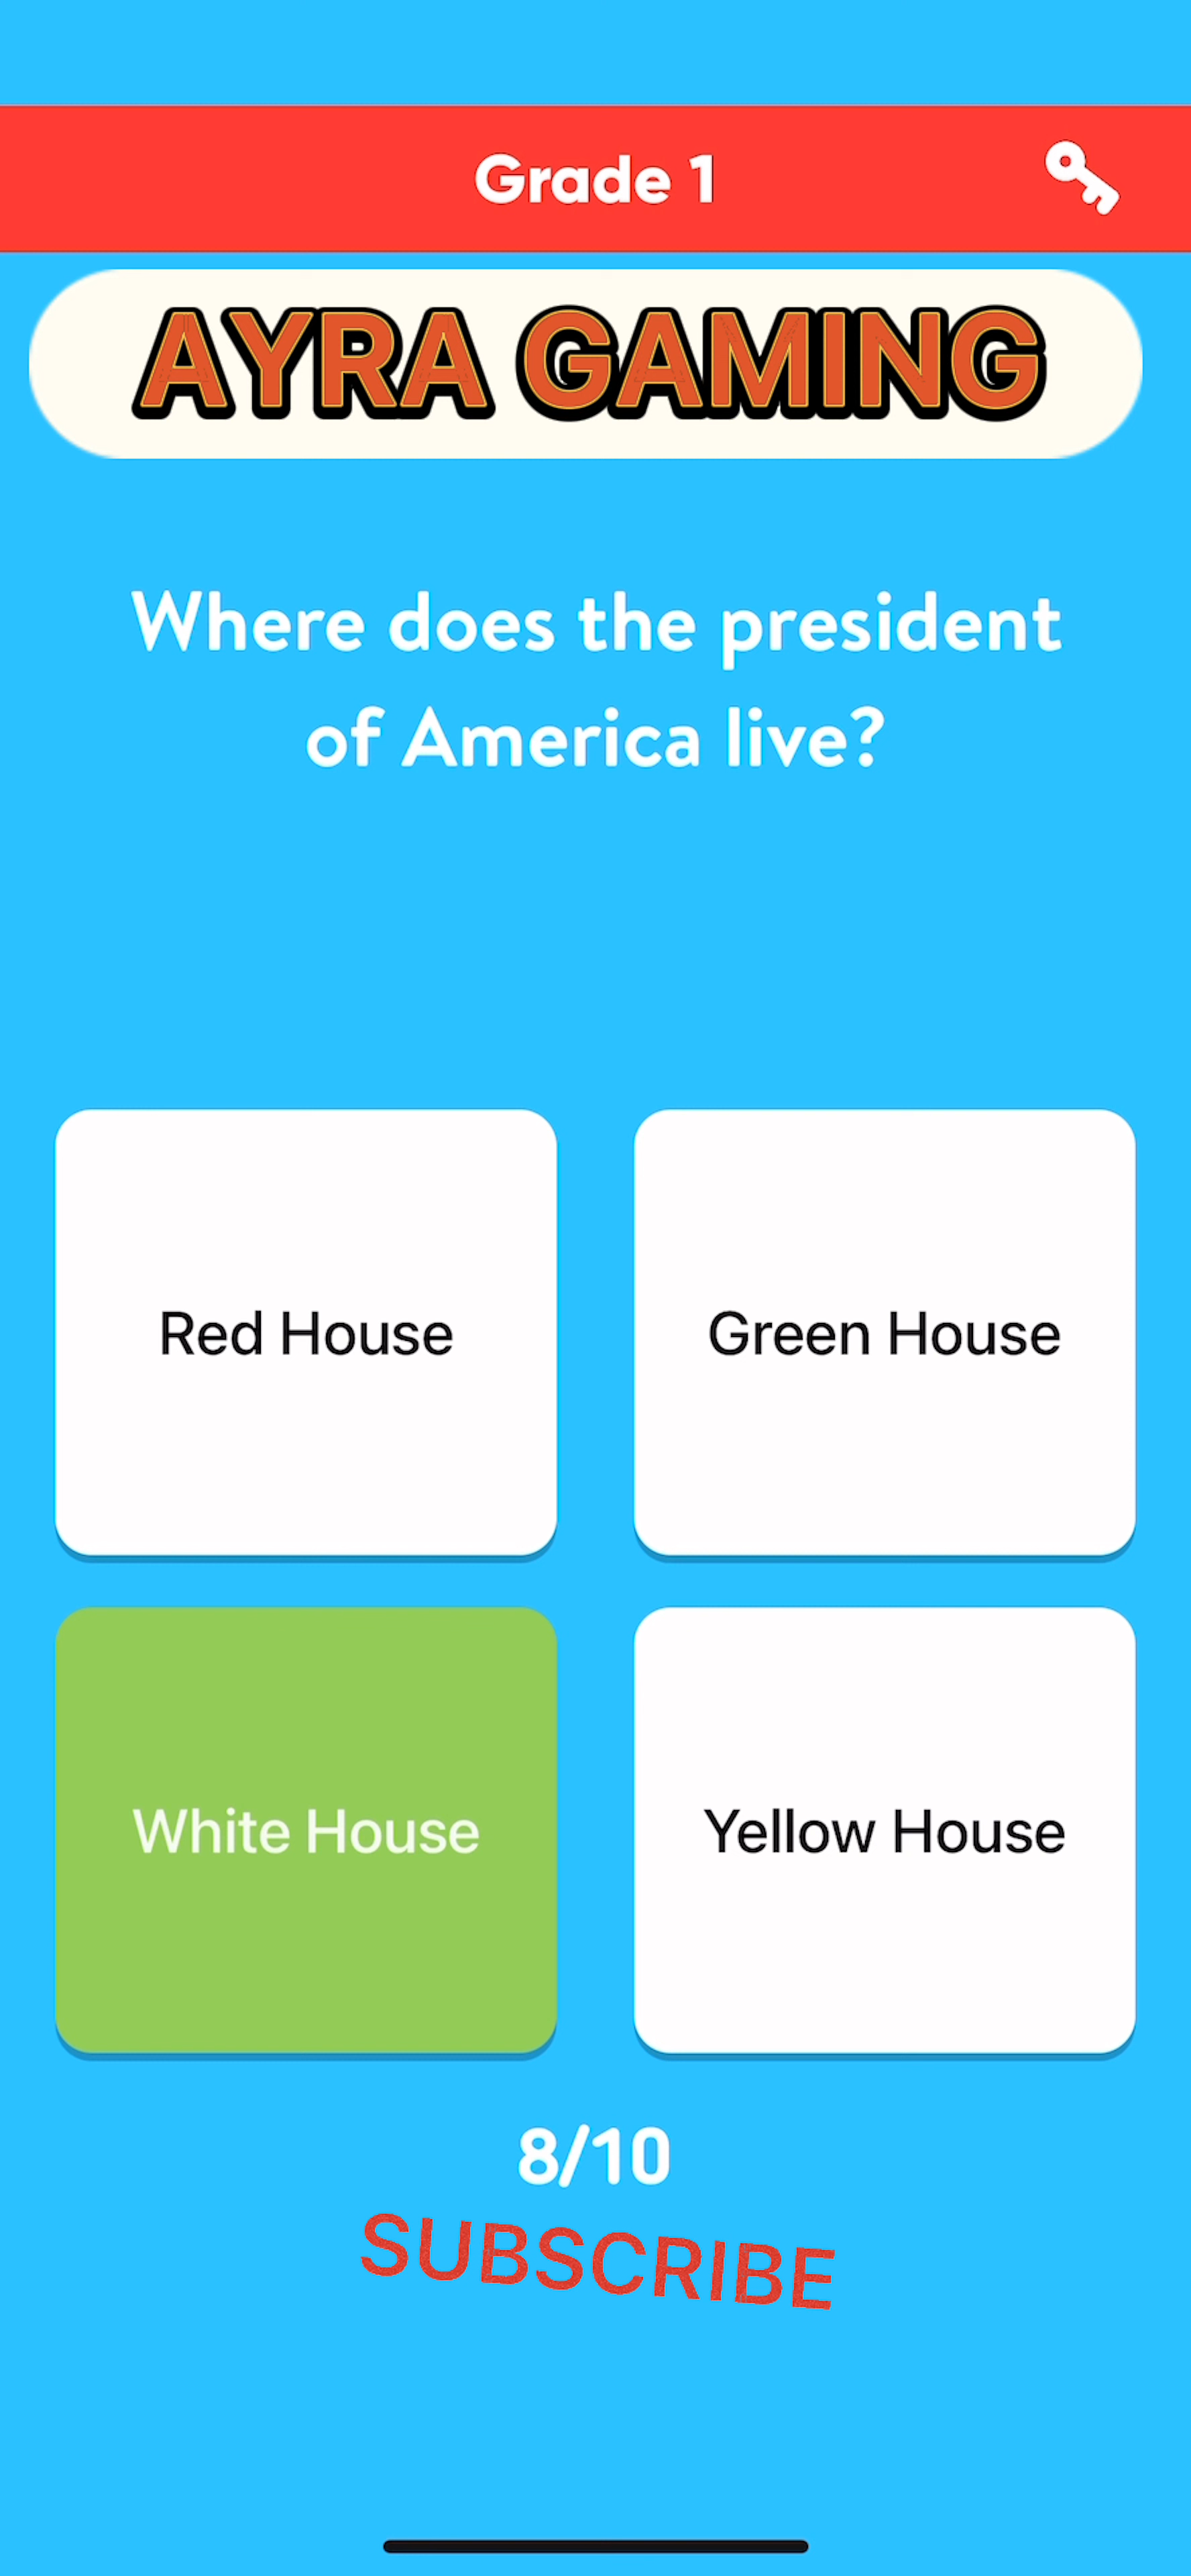 Grade 1
AYRA GAMING
Where does the president
of America live?
Red House
Green House
White House
Yellow House
8/10
SUBSCRIBE